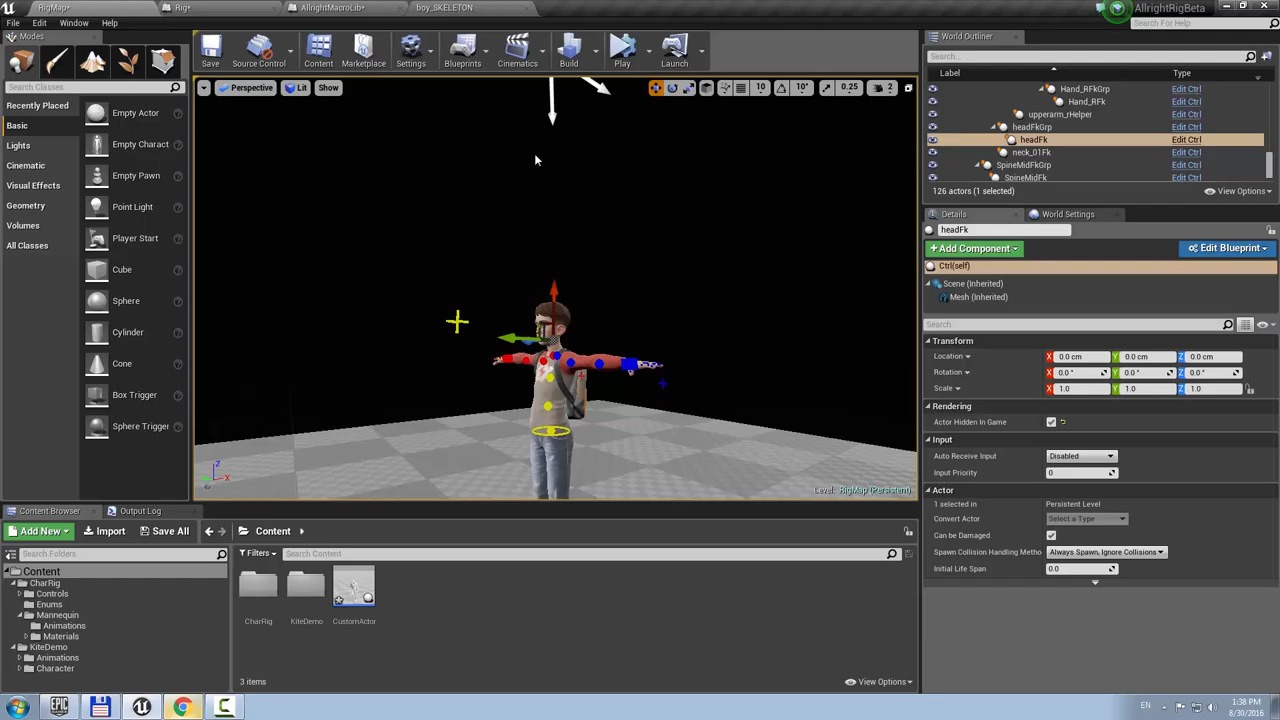 RigMap*
Rig*
AllrightMacroLib*
boy_SKELETON
AllrightRigBeta
File
Edit
Window
Help
Search For Help
Modes
Search Classes
Recently Placed
Basic
Lights
Cinematic
Visual Effects
Geometry
Volumes
All Classes
Empty Actor
Empty Charact
Empty Pawn
Point Light
Player Start
Cube
Sphere
Cylinder
Cone
Box Trigger
Sphere Trigger
Save
Source Control
Content
Marketplace
Settings
Blueprints
Cinematics
Build
Play
Launch
Perspective
Lit
Show
10
10°
0.25
2
Z
X
Level: RigMap (Persistent)
World Outliner
Search...
Label
Type
Hand_RFkGrp Edit Ctrl
Hand_RFk Edit Ctrl
upperarm_rHelper Edit Ctrl
headFkGrp Edit Ctrl
headFk Edit Ctrl
neck_01Fk Edit Ctrl
SpineMidFkGrp Edit Ctrl
SpineMidFk Edit Ctrl
126 actors (1 selected)
View Options
Details
World Settings
headFk
Add Component
Edit Blueprint
Ctrl(self)
Scene (Inherited)
Mesh (Inherited)
Search
Transform
Location X 0.0 cm Y 0.0 cm Z 0.0 cm
Rotation X 0.0 ° Y 0.0 ° Z 0.0 °
Scale X 1.0 Y 1.0 Z 1.0
Rendering
Actor Hidden In Game
Input
Auto Receive Input Disabled
Input Priority 0
Actor
1 selected in Persistent Level
Convert Actor Select a Type
Can be Damaged
Spawn Collision Handling Metho Always Spawn, Ignore Collisions
Initial Life Span 0.0
Content Browser
Output Log
Add New
Import
Save All
Content
Search Folders
Filters
Search Content
Content
CharRig
Controls
Enums
Mannequin
Animations
Materials
KiteDemo
Animations
Character
CharRig
KiteDemo
CustomActor
3 items
View Options
EPIC
EN
1:38 PM
8/30/2016